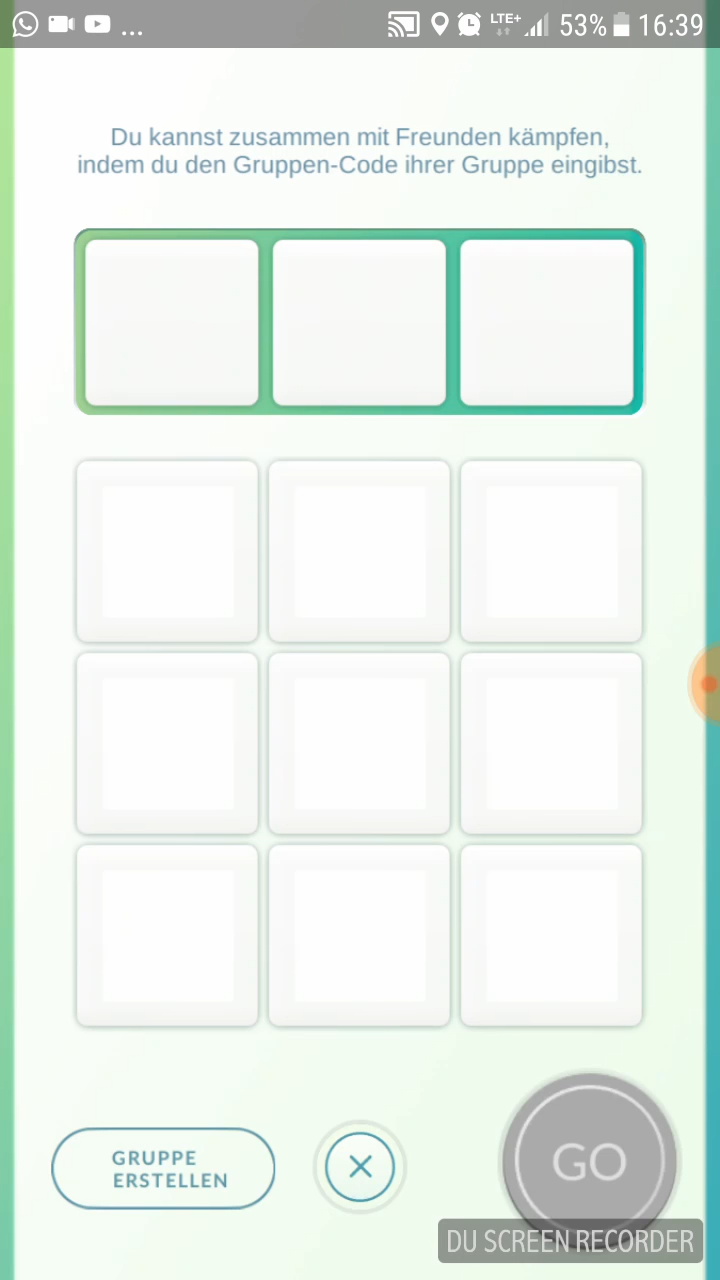 ... LTE+ 53% 16:39
Du kannst zusammen mit Freunden kämpfen,
indem du den Gruppen-Code ihrer Gruppe eingibst.
GRUPPE
ERSTELLEN
GO
DU SCREEN RECORDER